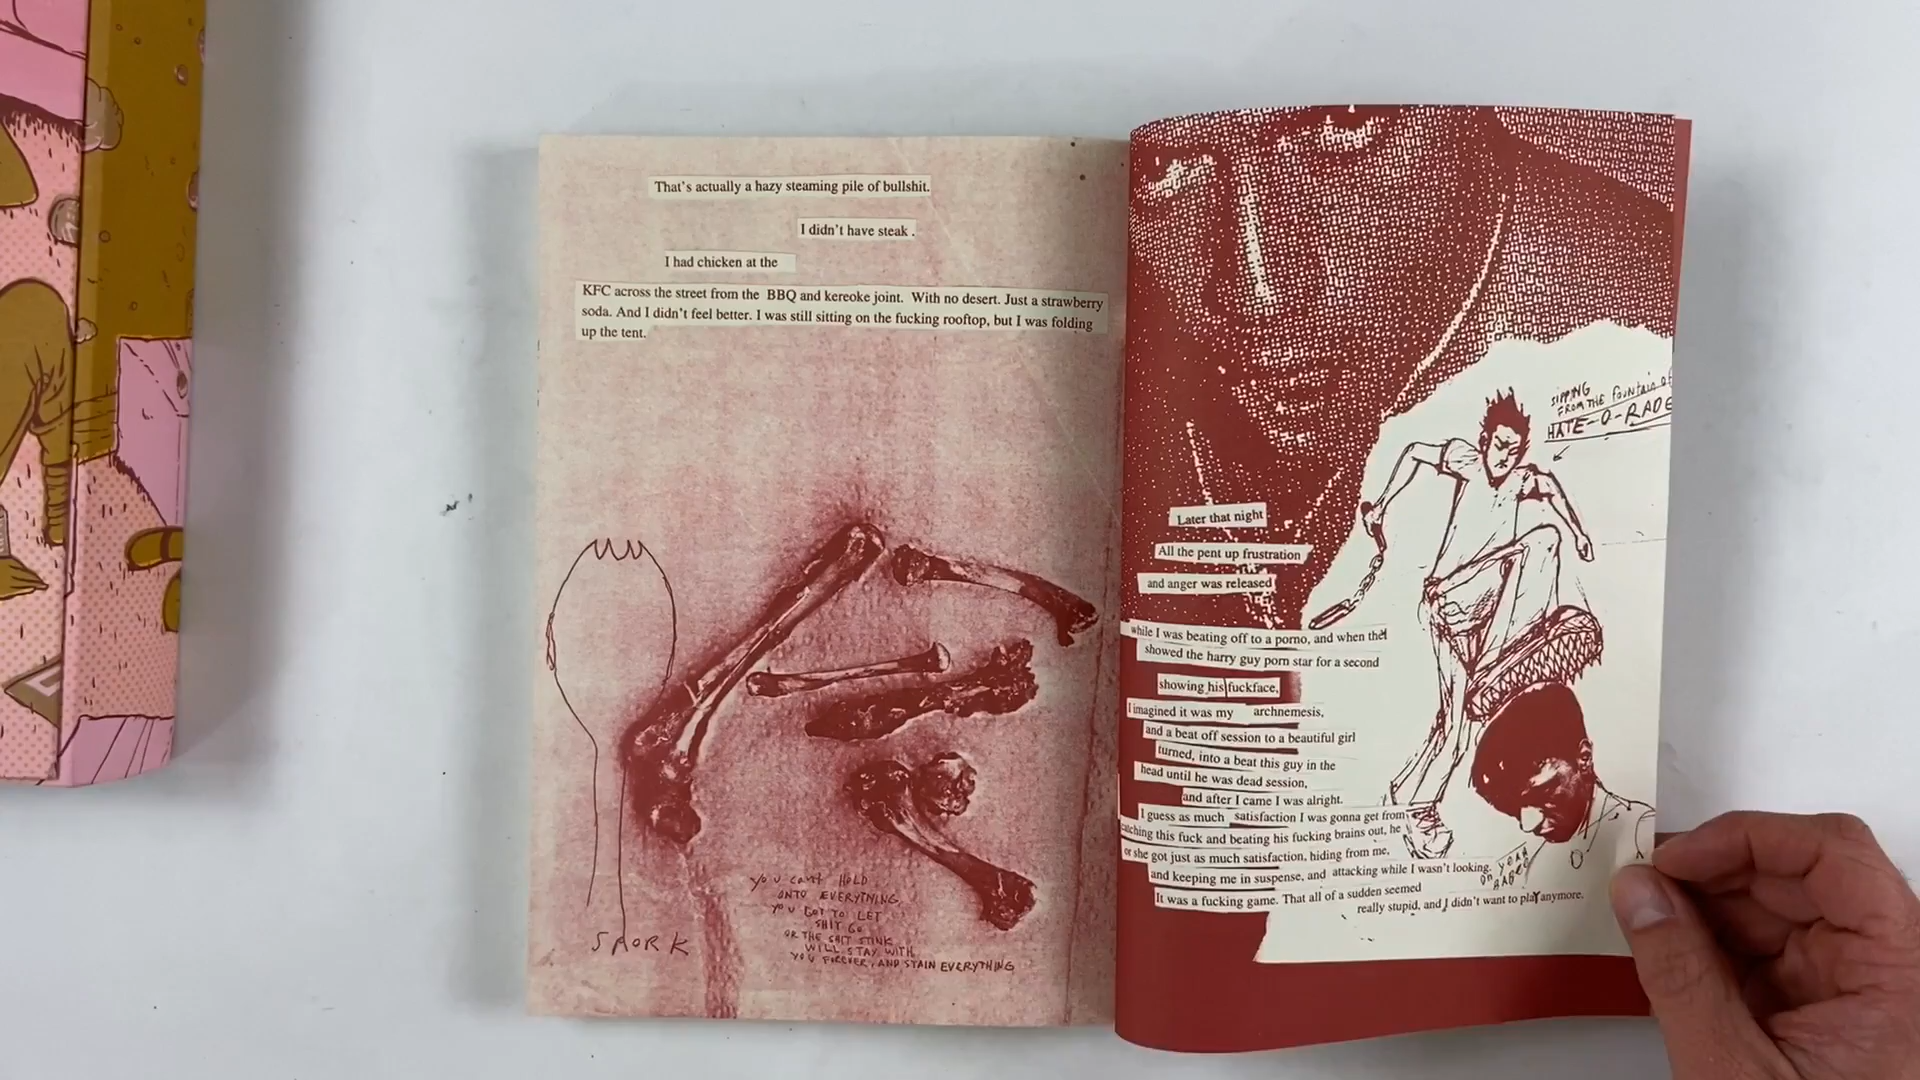 That's actually a hazy steaming pile of bullshit.
I didn't have steak .
I had chicken at the
KFC across the street from the BBQ and kereoke joint. With no desert. Just a strawberry
soda. And I didn't feel better. I was still sitting on the fucking rooftop, but I was folding
up the tent.
SPORK
YOU CAN'T HOLD
ONTO EVERYTHING,
YOU GOT TO LET
SHIT GO
OR THE SHIT STINK
WILL STAY WITH
YOU FOREVER, AND STAIN EVERYTHING
SIPPING
FROM THE FOUNTAIN OF
HATE-O-RADE
Later that night
All the pent up frustration
and anger was released
while I was beating off to a porno, and when they
showed the harry guy porn star for a second
showing his fuckface,
I imagined it was my archnemesis,
and a beat off session to a beautiful girl
turned, into a beat this guy in the
head until he was dead session,
and after I came I was alright.
I guess as much satisfaction I was gonna get from
catching this fuck and beating his fucking brains out, he
or she got just as much satisfaction, hiding from me,
and keeping me in suspense, and attacking while I wasn't looking.
It was a fucking game. That all of a sudden seemed
really stupid, and I didn't want to play anymore.